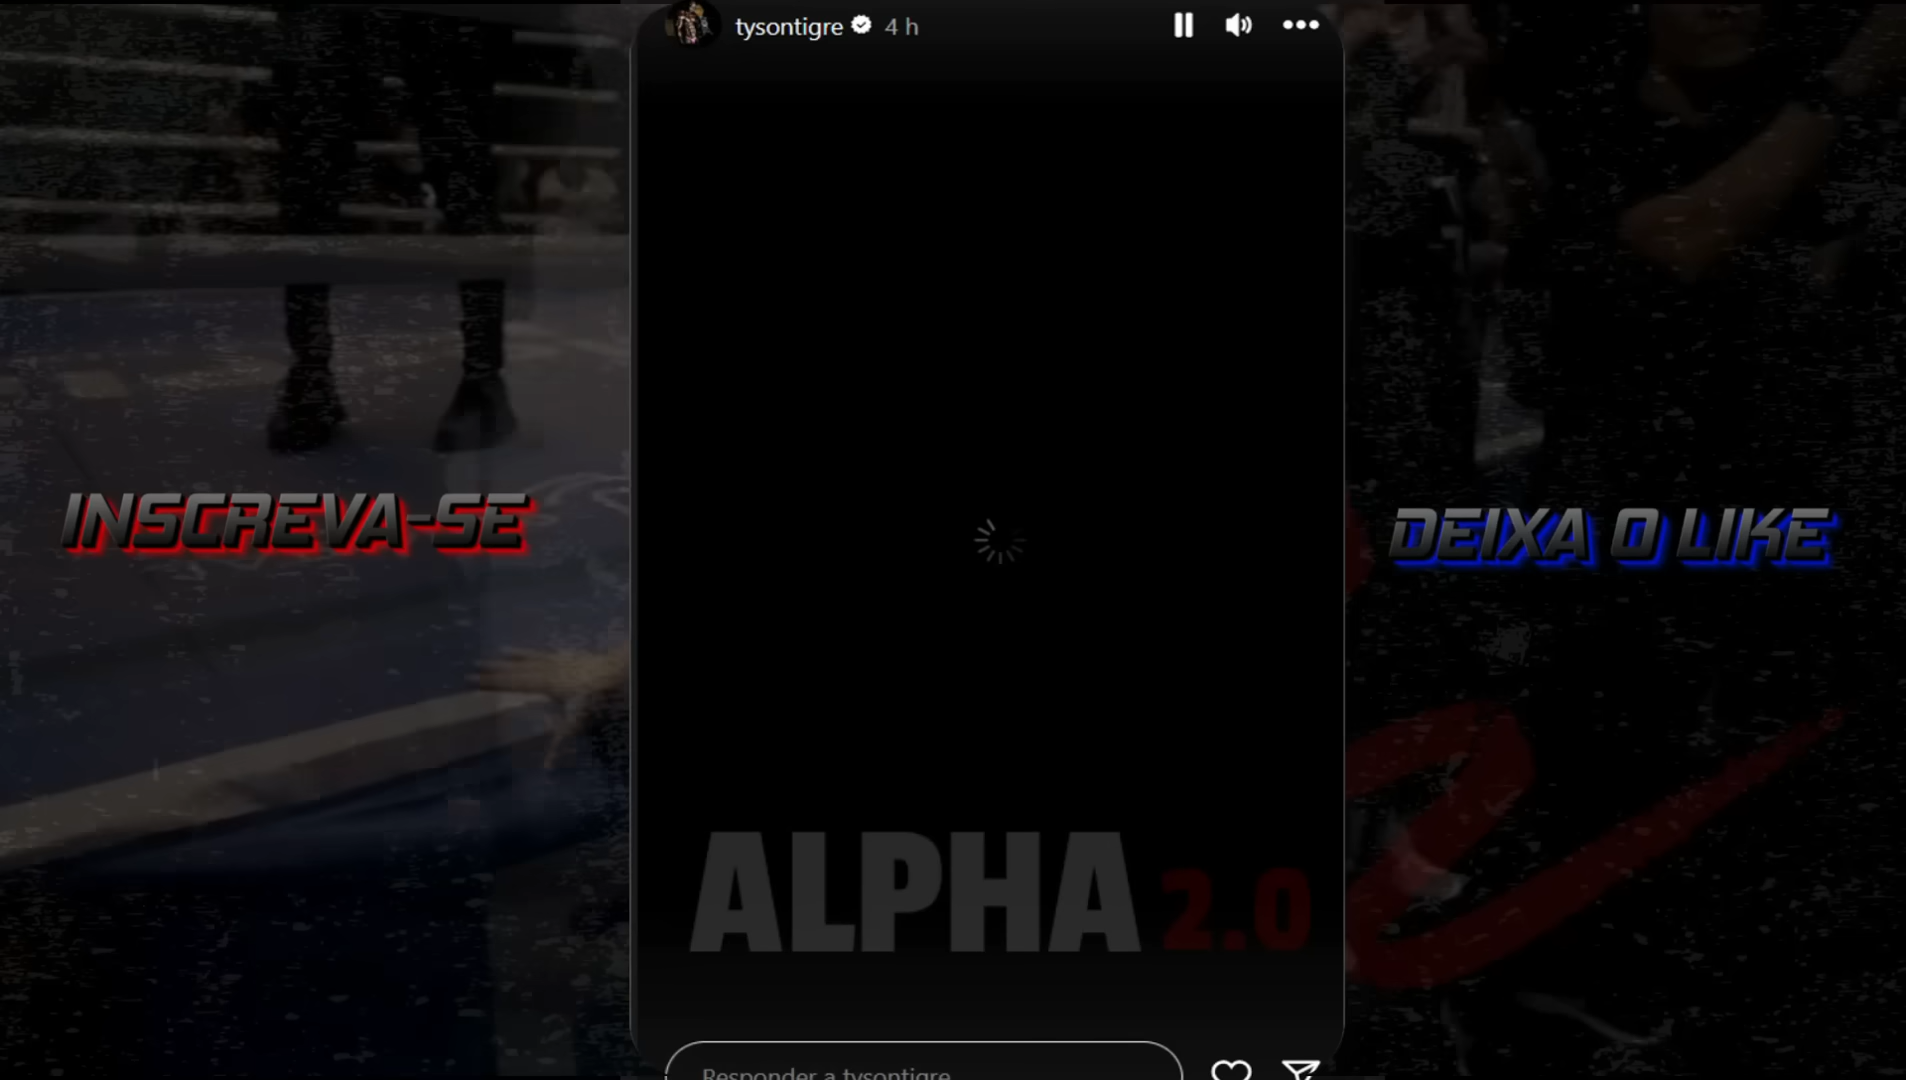 tysontigre 4 h
INSCREVA-SE
DEIXA O LIKE
ALPHA 2.0
Responder a tysontigre